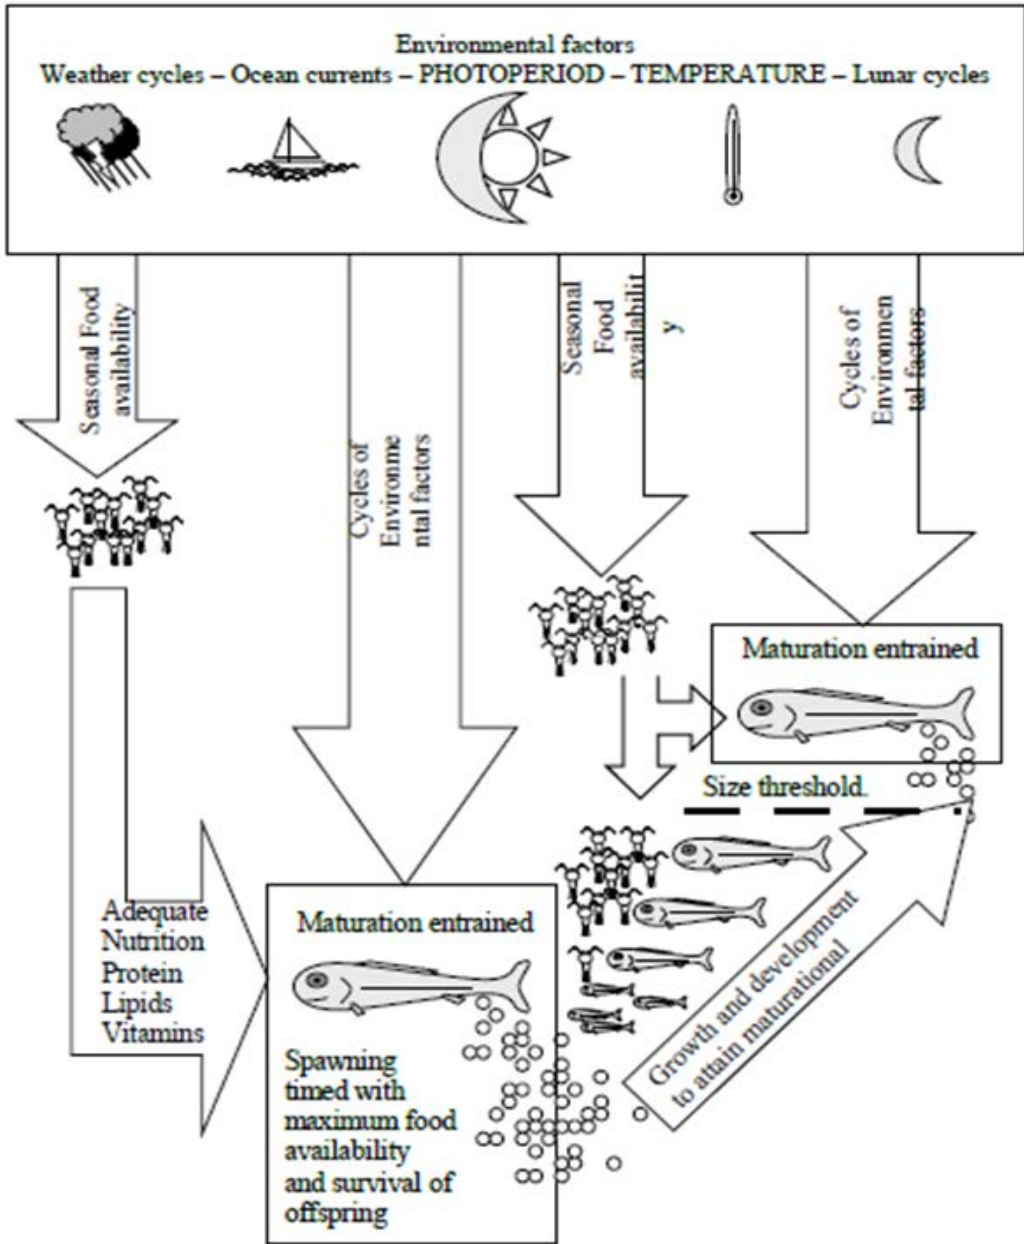 Environmental factors
Weather cycles – Ocean currents – PHOTOPERIOD – TEMPERATURE – Lunar cycles
Seasonal Food
availability
Cycles of
Environme
ntal factors
Seasonal
Food
availabilit
y
Cycles of
Environmen
tal factors
Maturation entrained
Size threshold.
Adequate
Nutrition
Protein
Lipids
Vitamins
Maturation entrained
Spawning
timed with
maximum food
availability
and survival of
offspring
Growth and development
to attain maturational